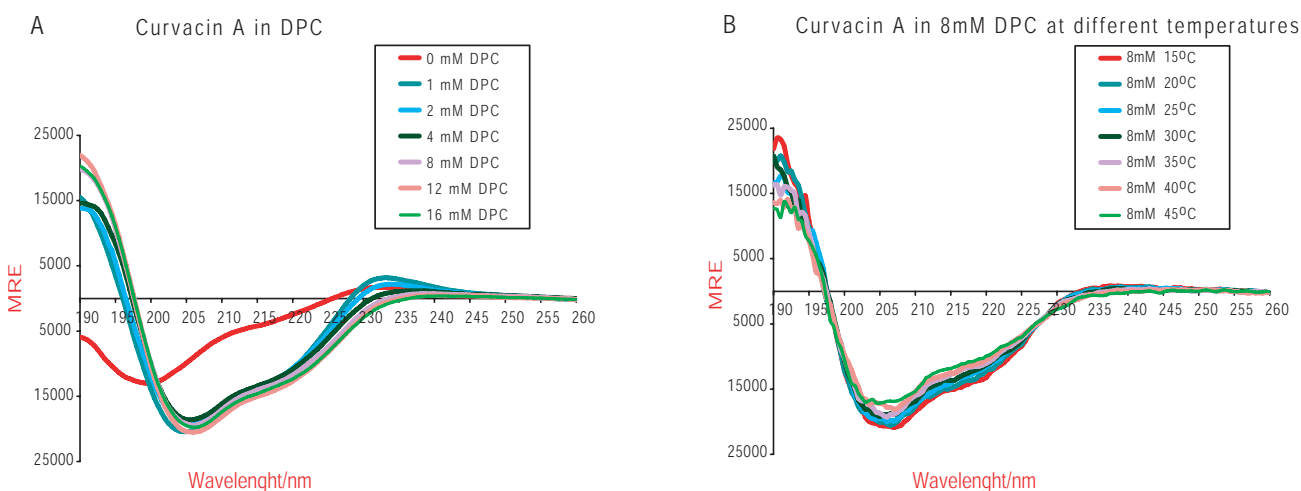 A
Curvacin A in DPC
0 mM DPC
1 mM DPC
2 mM DPC
4 mM DPC
8 mM DPC
12 mM DPC
16 mM DPC
25000
15000
5000
5000
15000
25000
MRE
190 195 200 205 210 215 220 225 230 235 240 245 250 255 260
Wavelenqht/nm
B
Curvacin A in 8mM DPC at different temperatures
8mM 15ºC
8mM 20ºC
8mM 25ºC
8mM 30ºC
8mM 35ºC
8mM 40ºC
8mM 45ºC
25000
15000
5000
5000
15000
25000
MRE
190 195 200 205 210 215 220 225 230 235 240 245 250 255 260
Wavelenqht/nm